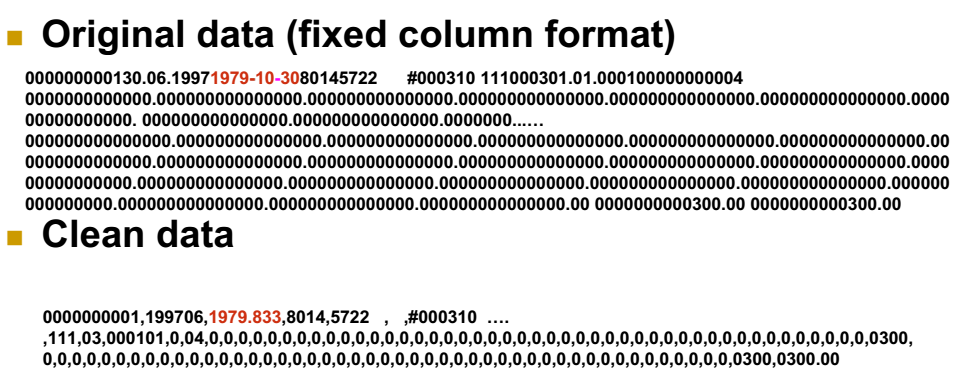 Original data (fixed column format)
000000000130.06.19971979-10-3080145722 #000310 111000301.01.000100000000004
0000000000000.000000000000000.000000000000000.000000000000000.000000000000000.000000000000000.0000
00000000000. 000000000000000.000000000000000.0000000...…
000000000000000.000000000000000.000000000000000.000000000000000.000000000000000.000000000000000.00
0000000000000.000000000000000.000000000000000.000000000000000.000000000000000.000000000000000.0000
00000000000.000000000000000.000000000000000.000000000000000.000000000000000.000000000000000.000000
000000000.000000000000000.000000000000000.000000000000000.00 0000000000300.00 0000000000300.00
Clean data
0000000001,199706,1979.833,8014,5722 , ,#000310 ….
,111,03,000101,0,04,0,0,0,0,0,0,0,0,0,0,0,0,0,0,0,0,0,0,0,0,0,0,0,0,0,0,0,0,0,0,0,0,0,0,0,0,0,0,0,0,0,0300,
0,0,0,0,0,0,0,0,0,0,0,0,0,0,0,0,0,0,0,0,0,0,0,0,0,0,0,0,0,0,0,0,0,0,0,0,0,0,0,0,0,0,0,0,0,0,0,0300,0300.00